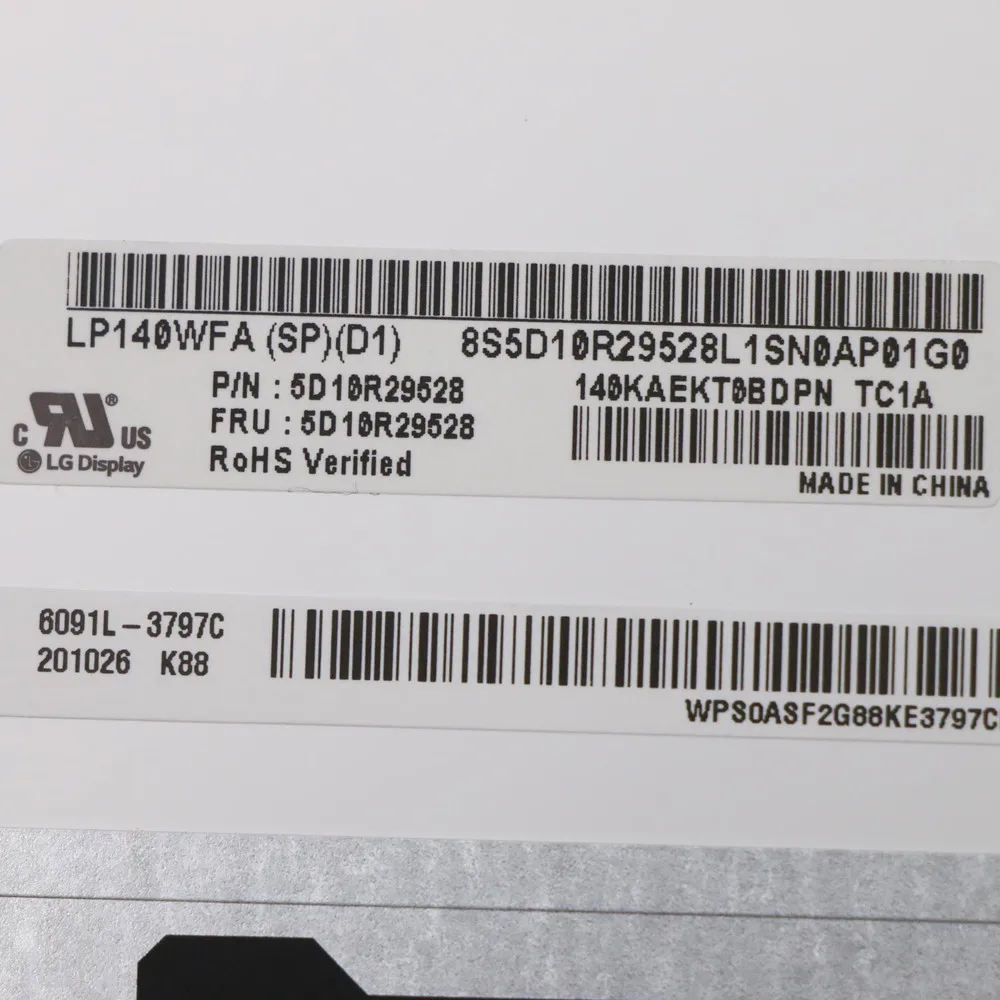 LP140WFA (SP)(D1) 8S5D10R29528L1SN0AP01G0
P/N : 5D10R29528 140KAEKT0BDPN TC1A
FRU : 5D10R29528
RoHS Verified
C RU® US
LG Display
MADE IN CHINA
6091L-3797C
201026 K88
WPS0ASF2G88KE3797C